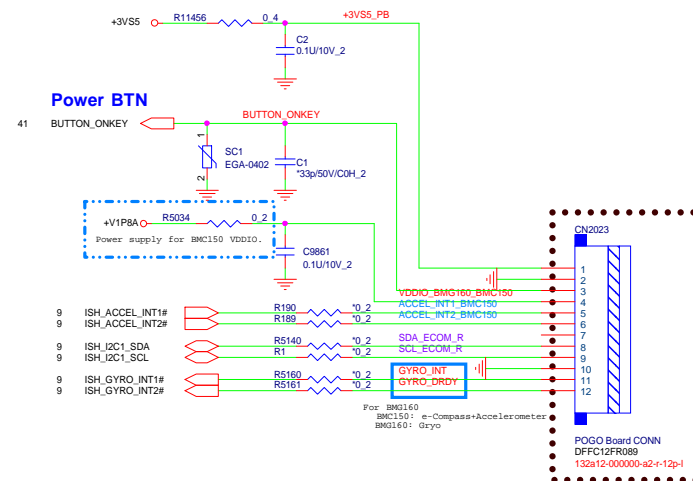 +3VS5
R11456
0_4
+3VS5_PB
C2
0.1U/10V_2
Power BTN
41
BUTTON_ONKEY
BUTTON_ONKEY
1
2
SC1
EGA-0402
C1
*33p/50V/C0H_2
+V1P8A
R5034
0_2
Power supply for BMC150 VDDIO.
C9861
0.1U/10V_2
CN2023
1
2
3
VDDIO_BMG160_BMC150
4
9
ISH_ACCEL_INT1#
R190
*0_2
ACCEL_INT1_BMC150
5
9
ISH_ACCEL_INT2#
R189
*0_2
ACCEL_INT2_BMC150
6
7
9
ISH_I2C1_SDA
R5140
*0_2
SDA_ECOM_R
8
9
ISH_I2C1_SCL
R1
*0_2
SCL_ECOM_R
9
10
9
ISH_GYRO_INT1#
R5160
*0_2
GYRO_INT
11
9
ISH_GYRO_INT2#
R5161
*0_2
GYRO_DRDY
12
For BMG160
BMC150: e-Compass+Accelerometer
BMG160: Gryo
POGO Board CONN
DFFC12FR089
132a12-000000-a2-r-12p-l